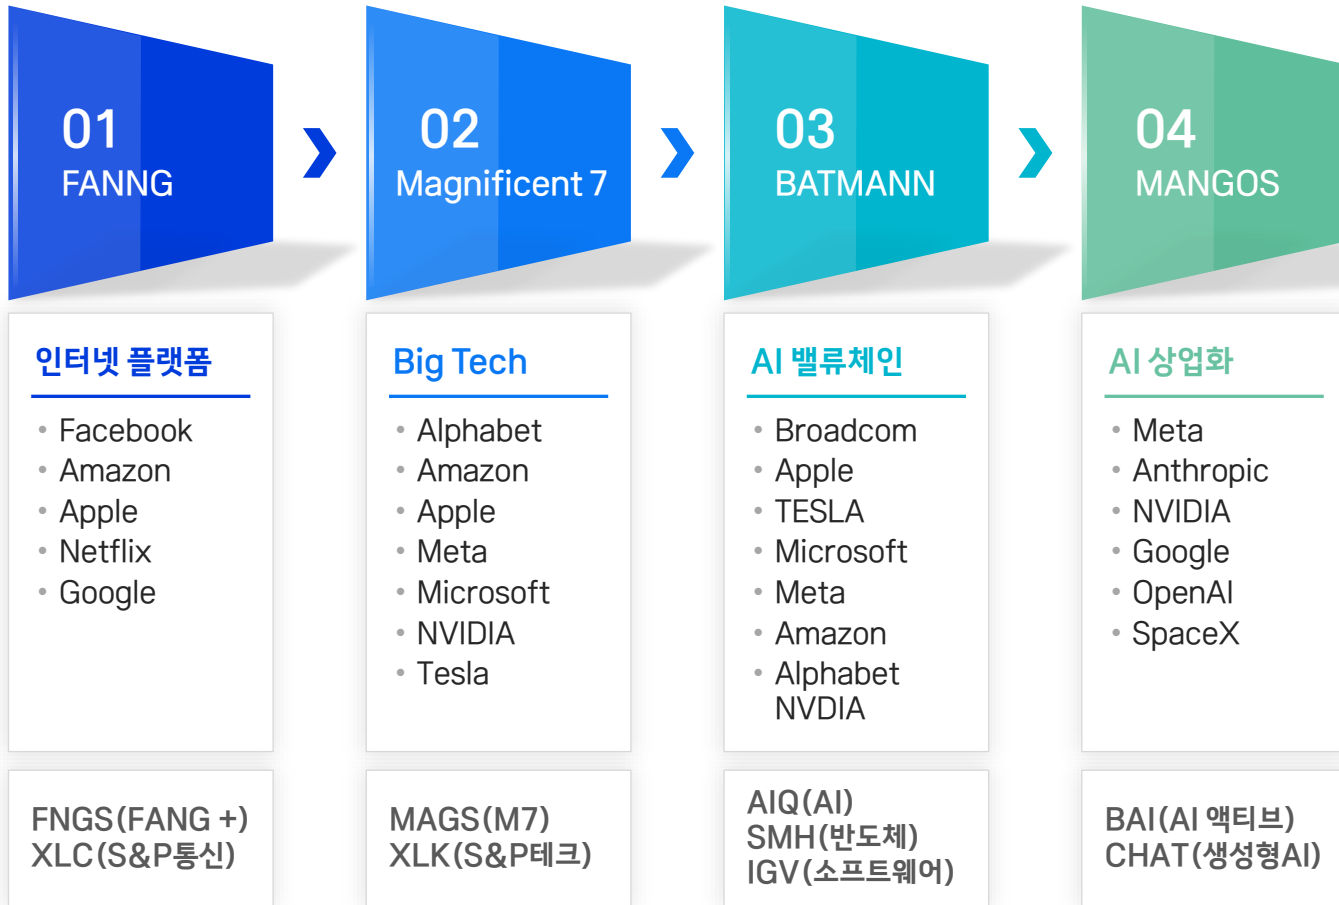 01
FANNG
02
Magnificent 7
03
BATMANN
04
MANGOS
인터넷 플랫폼
Facebook
Amazon
Apple
Netflix
Google
Big Tech
Alphabet
Amazon
Apple
Meta
Microsoft
NVIDIA
Tesla
AI 밸류체인
Broadcom
Apple
TESLA
Microsoft
Meta
Amazon
Alphabet
NVDIA
AI 상업화
Meta
Anthropic
NVIDIA
Google
OpenAI
SpaceX
FNGS(FANG +)
XLC(S&P통신)
MAGS(M7)
XLK(S&P테크)
AIQ(AI)
SMH(반도체)
IGV(소프트웨어)
BAI(AI 액티브)
CHAT(생성형AI)